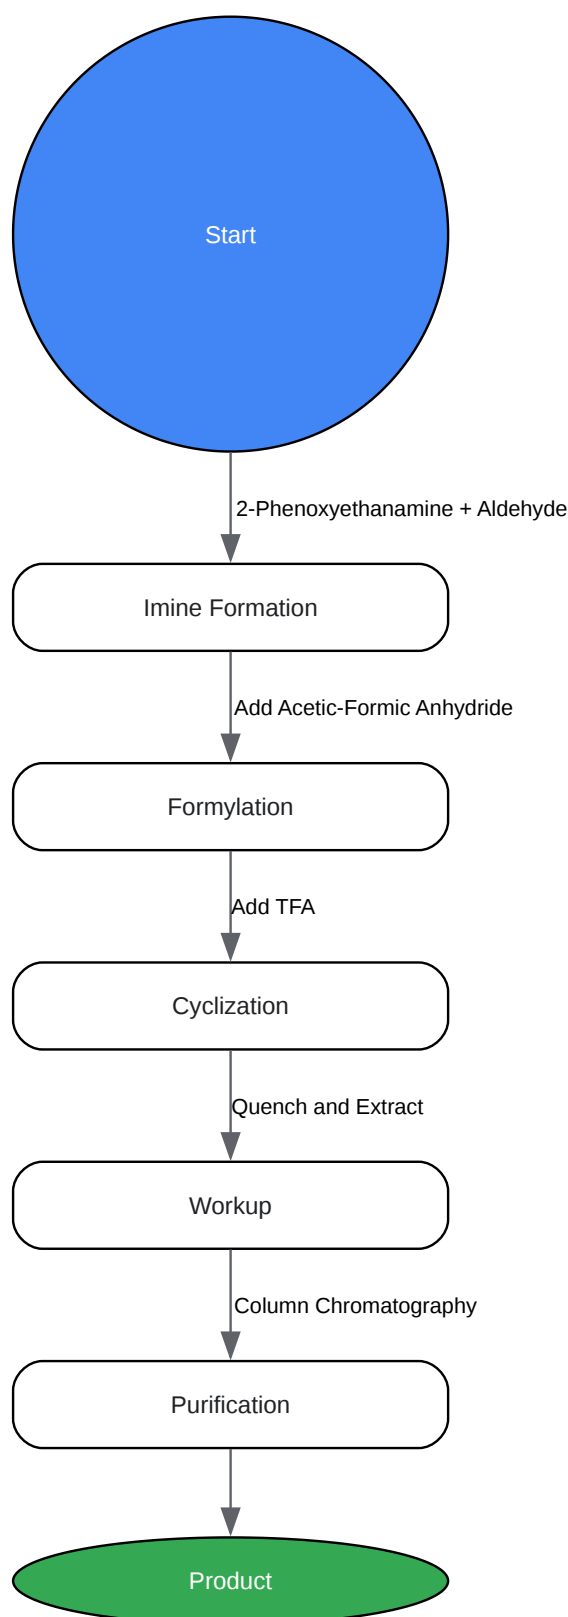 Start
2-Phenoxyethanamine + Aldehyde
Imine Formation
Add Acetic-Formic Anhydride
Formylation
Add TFA
Cyclization
Quench and Extract
Workup
Column Chromatography
Purification
Product